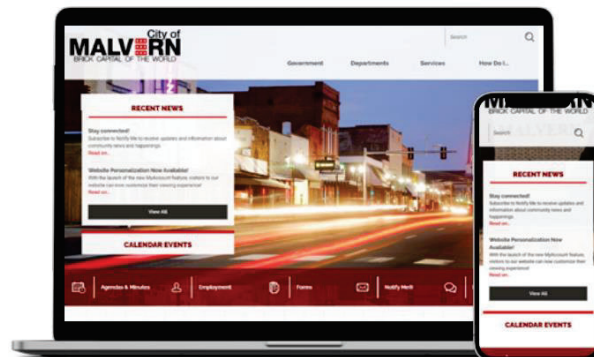 City of
MALVERN
BRICK CAPITAL OF THE WORLD
Search
Government Departments Services How Do I...
RECENT NEWS
Stay connected!
Subscribe to Notify Me to receive updates and information about
community news and happenings.
Read on...
Website Personalization Now Available!
With the launch of the new MyAccount feature, visitors to our
website can now customize their viewing experience!
Read on...
View All
CALENDAR EVENTS
Agendas & Minutes
Employment
Forms
Notify Me®
MALVERN
BRICK CAPITAL OF THE WORLD
Search
RECENT NEWS
Stay connected!
Subscribe to Notify Me to receive updates and
information about community news and
happenings.
Read on...
Website Personalization Now
Available!
With the launch of the new MyAccount feature,
visitors to our website can now customize their
viewing experience!
Read on...
View All
CALENDAR EVENTS